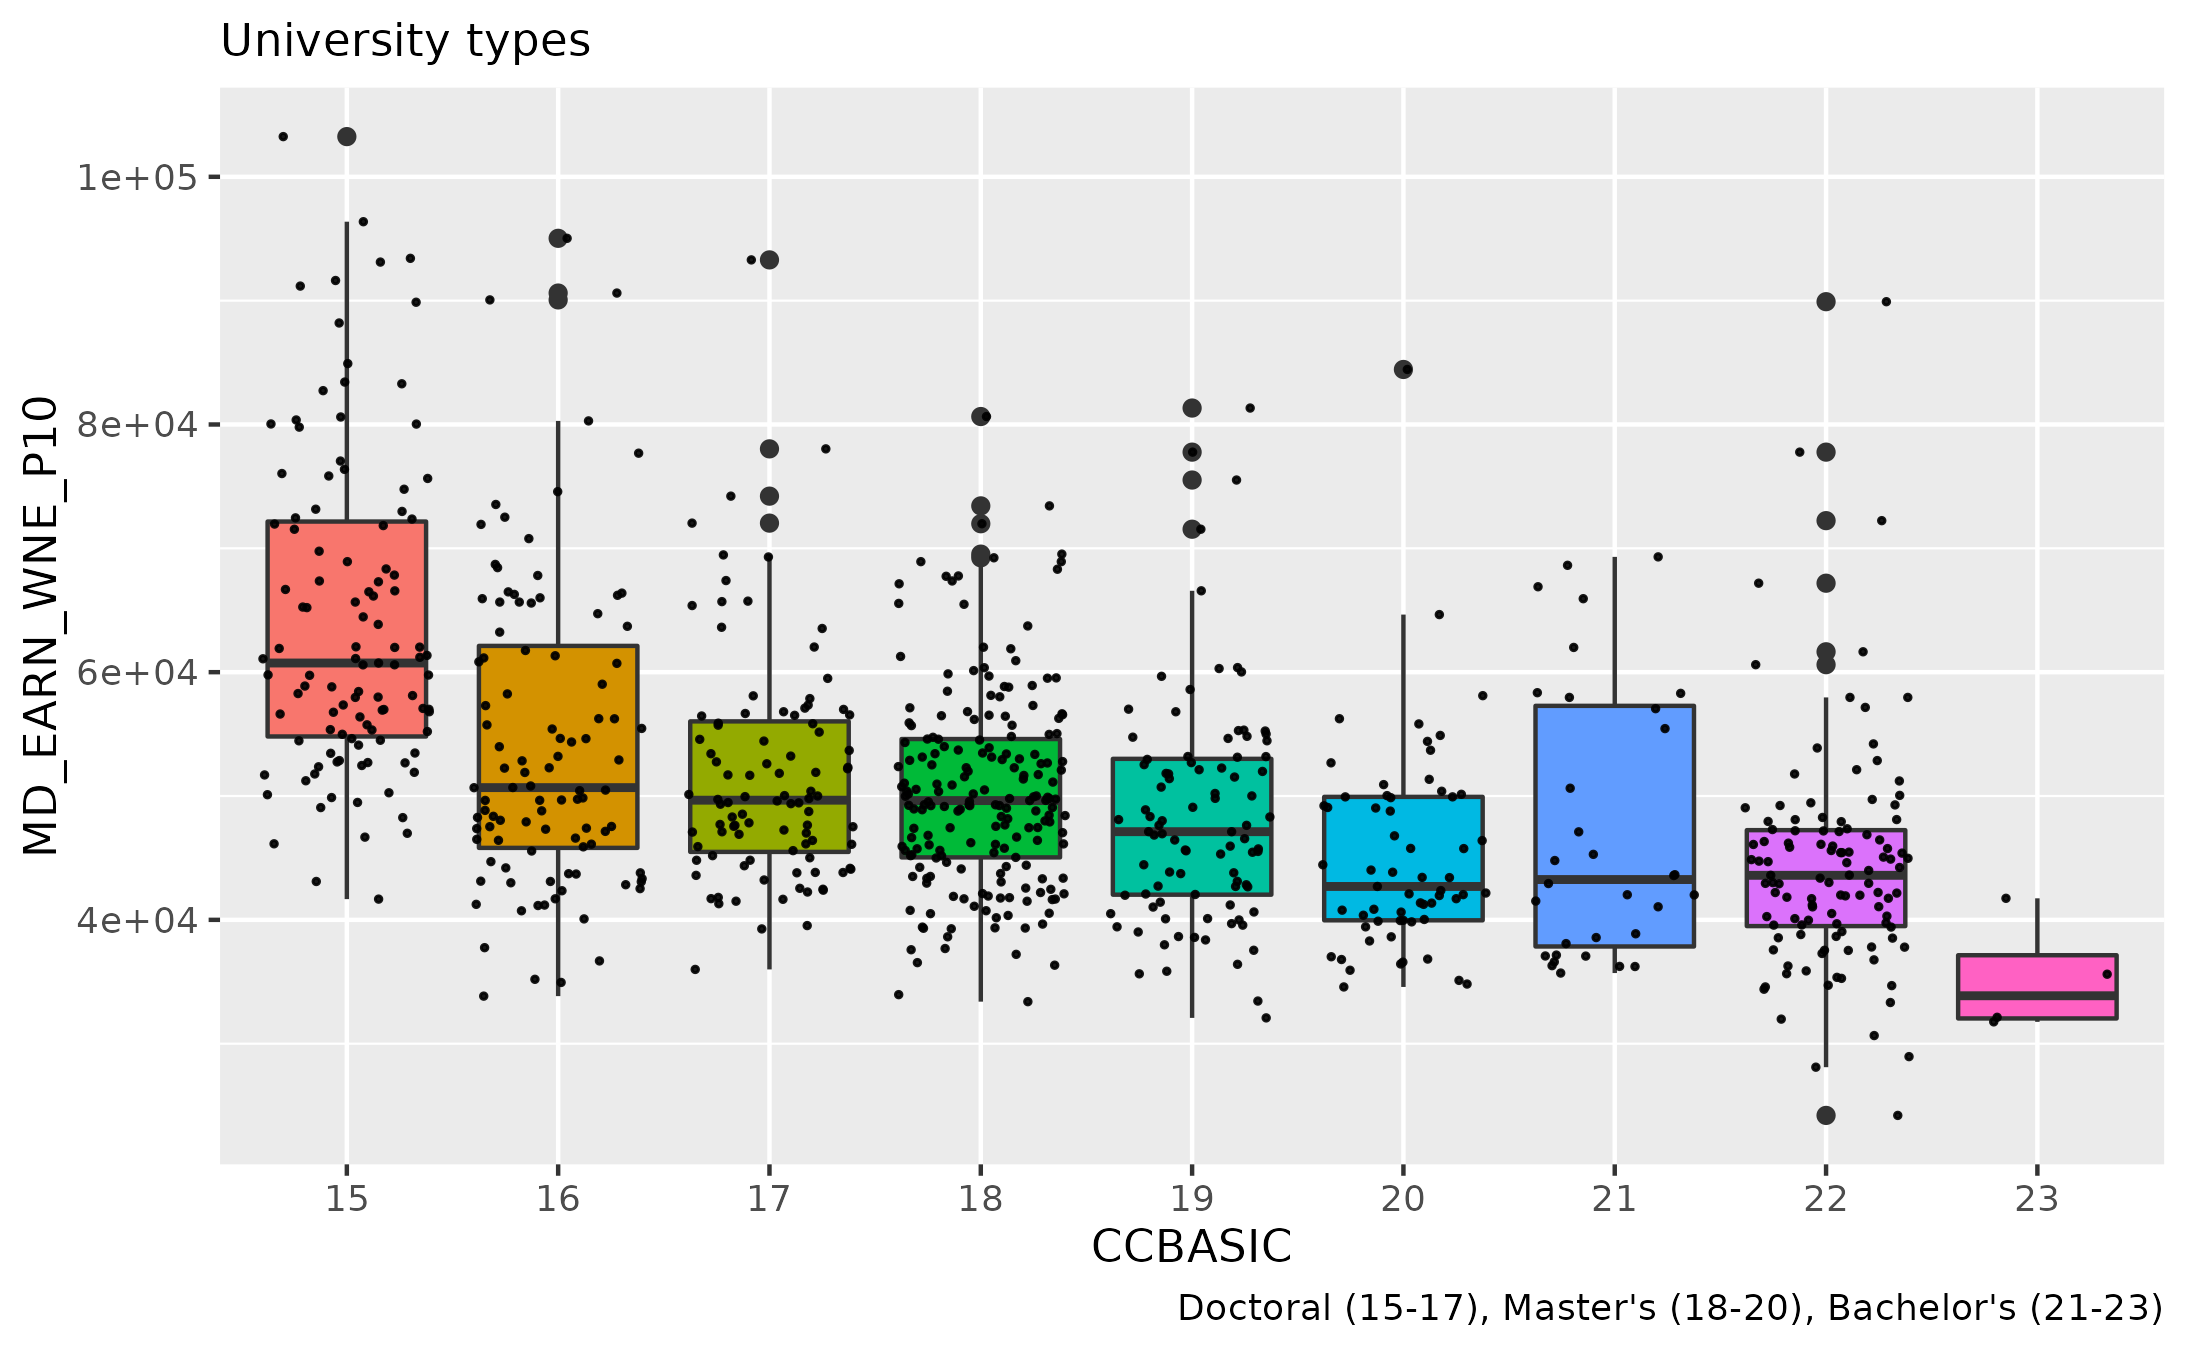 University types
MD_EARN_WNE_P10
1e+05
8e+04
6e+04
4e+04
15 16 17 18 19 20 21 22 23
CCBASIC
Doctoral (15-17), Master's (18-20), Bachelor's (21-23)